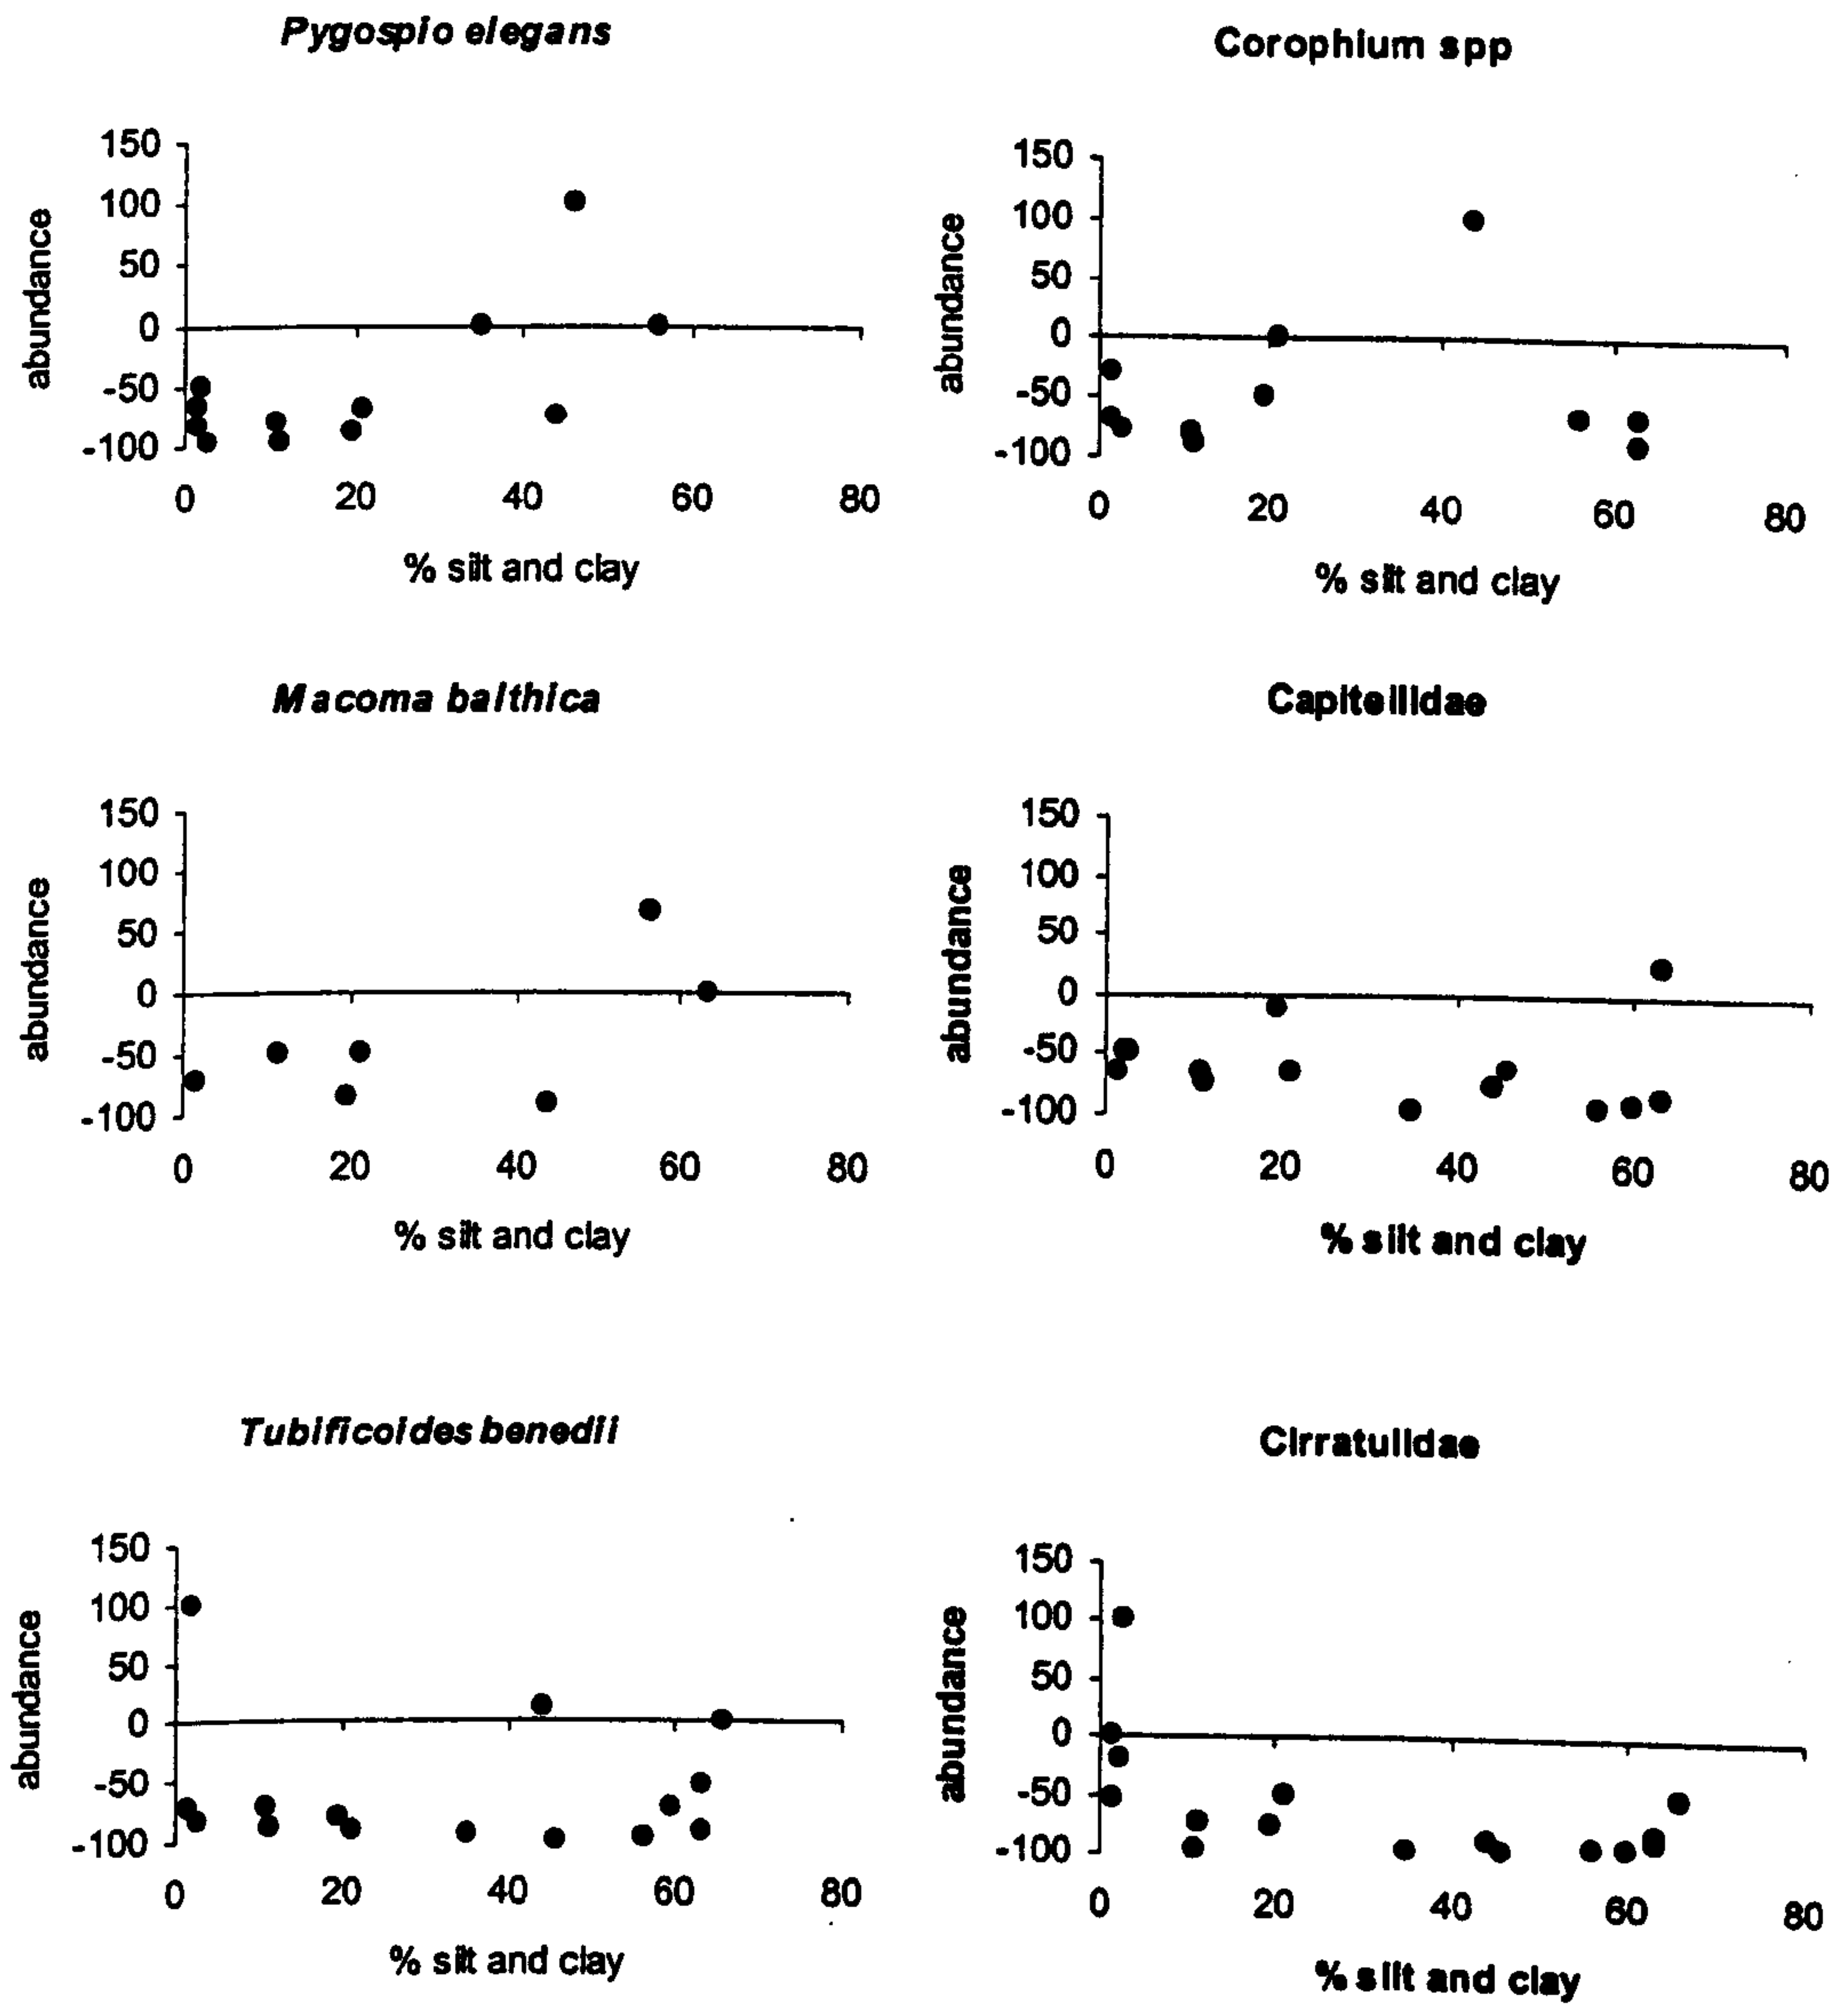 Pygospio elegans
150
100
50
0
-50
-100
abundance
0 20 40 60 80
% silt and clay
Corophium spp
150
100
50
0
-50
-100
abundance
0 20 40 60 80
% silt and clay
Macoma balthica
150
100
50
0
-50
-100
abundance
0 20 40 60 80
% silt and clay
Capitellidae
150
100
50
0
-50
-100
abundance
0 20 40 60 80
% silt and clay
Tubificoides benedii
150
100
50
0
-50
-100
abundance
0 20 40 60 80
% silt and clay
Cirratulidae
150
100
50
0
-50
-100
abundance
0 20 40 60 80
% silt and clay